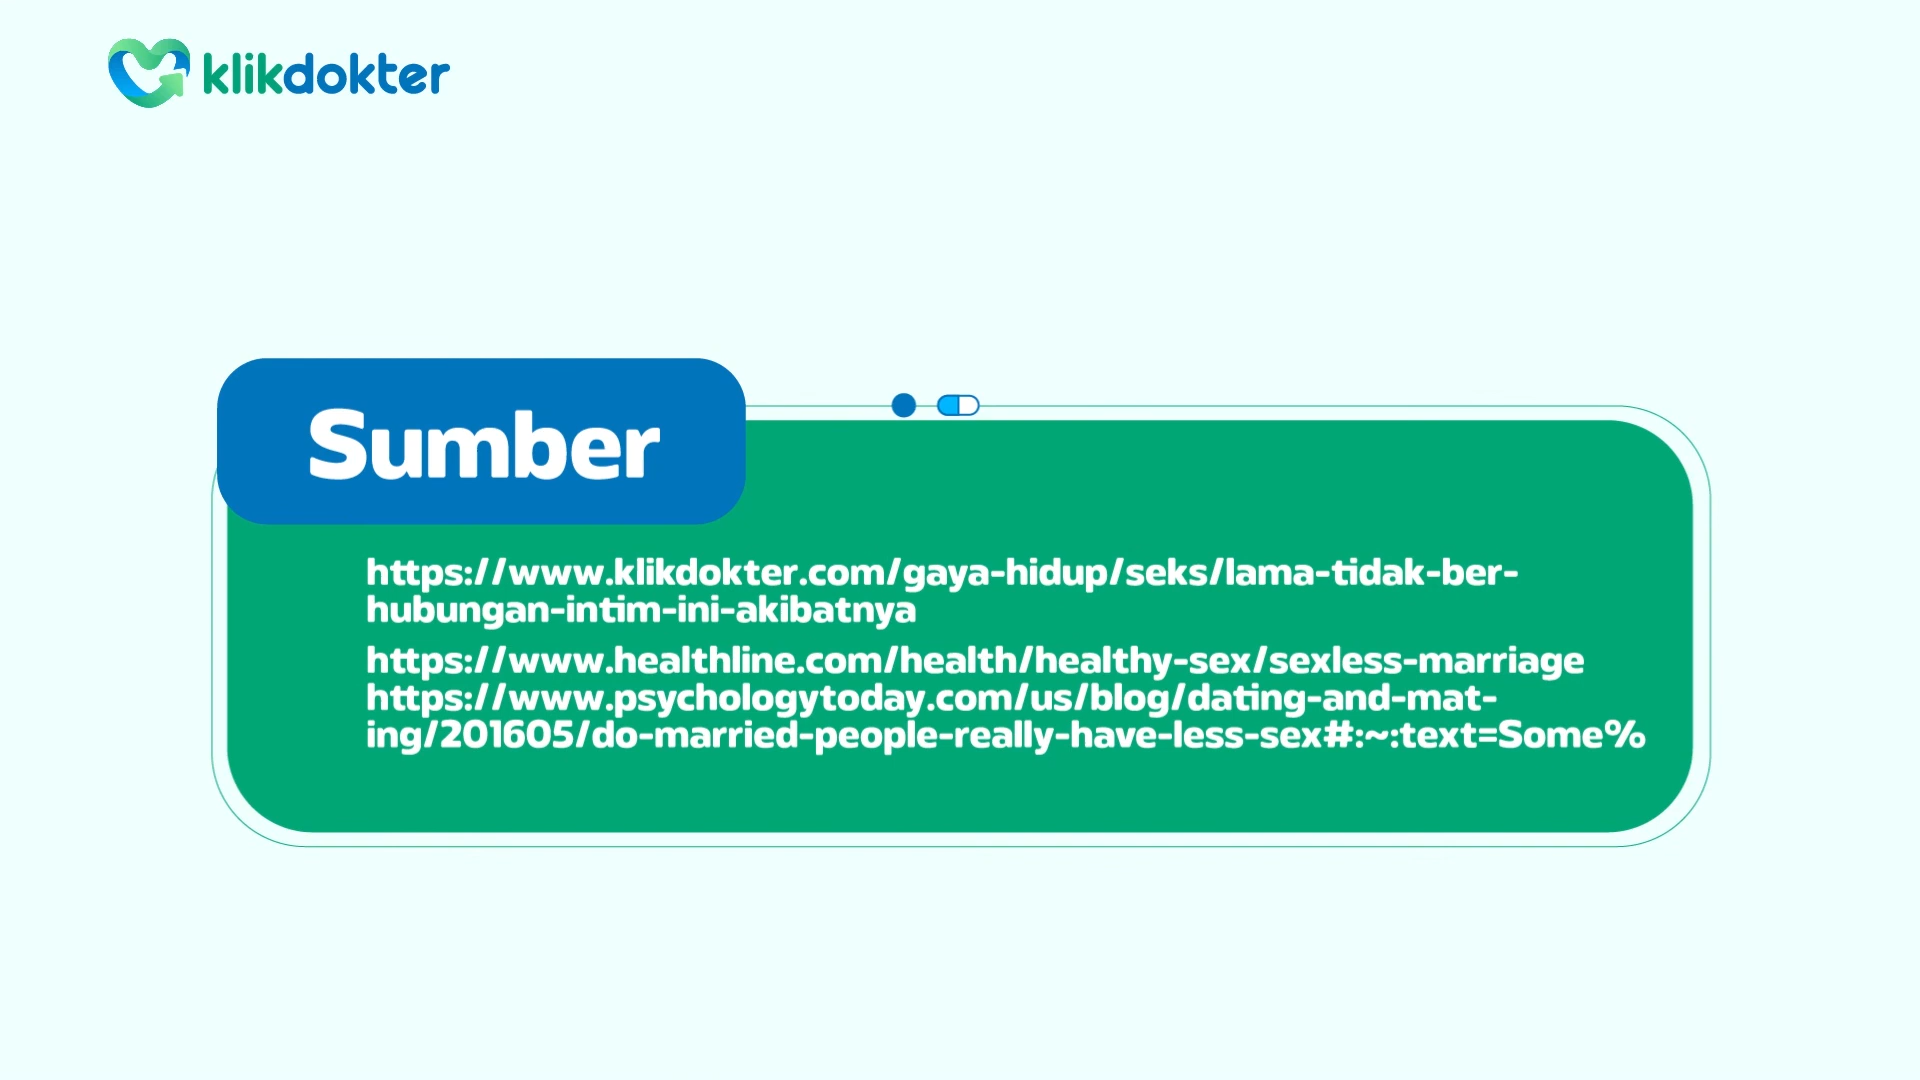 klikdokter
Sumber
https://www.klikdokter.com/gaya-hidup/seks/lama-tidak-ber-
hubungan-intim-ini-akibatnya
https://www.healthline.com/health/healthy-sex/sexless-marriage
https://www.psychologytoday.com/us/blog/dating-and-mat-
ing/201605/do-married-people-really-have-less-sex#:~:text=Some%